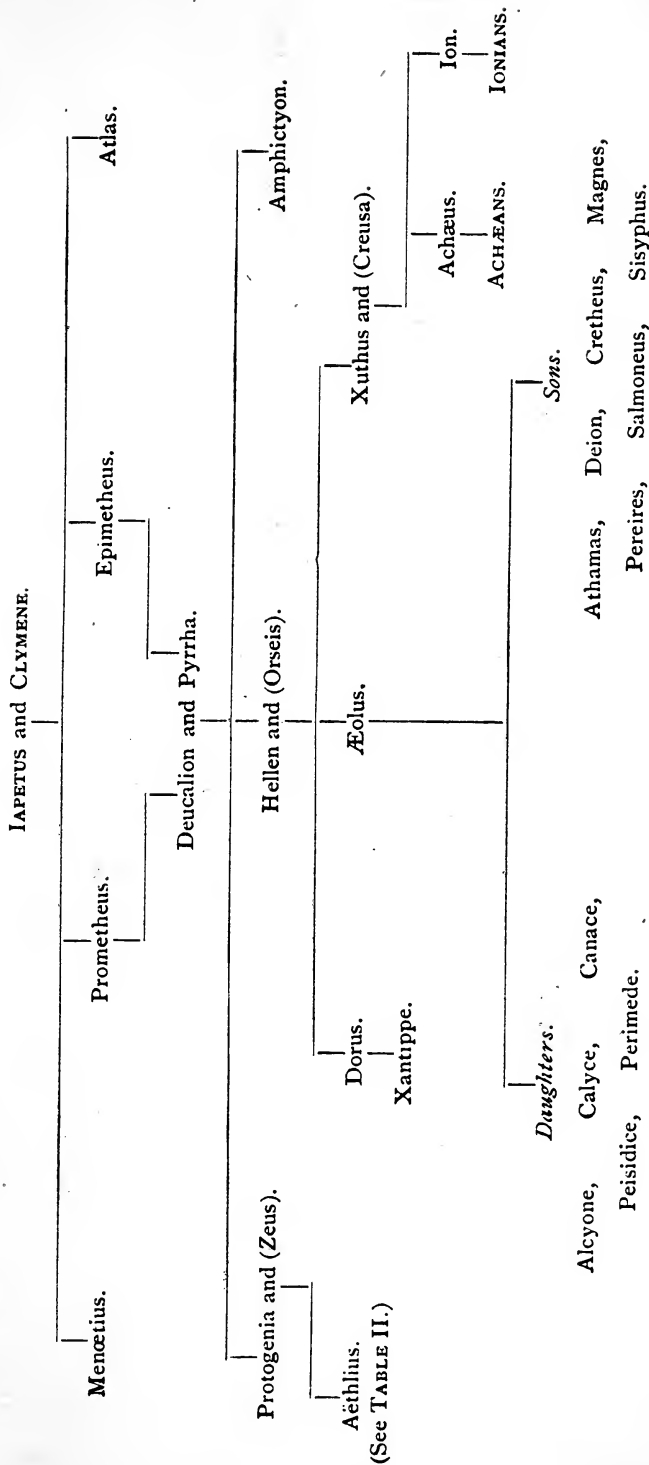 IAPETUS and CLYMENE.
Menœtius. Prometheus. Epimetheus. Atlas.
Deucalion and Pyrrha.
Protogenia and (Zeus). Hellen and (Orseis). Amphictyon.
Aëthlius. Dorus. Æolus. Xuthus and (Creusa).
(See TABLE II.) Xantippe. Achæus. Ion.
ACHÆANS. IONIANS.
Daughters. Sons.
Alcyone, Calyce, Canace, Athamas, Deion, Cretheus, Magnes,
Peisidice, Perimede. Pereires, Salmoneus, Sisyphus.